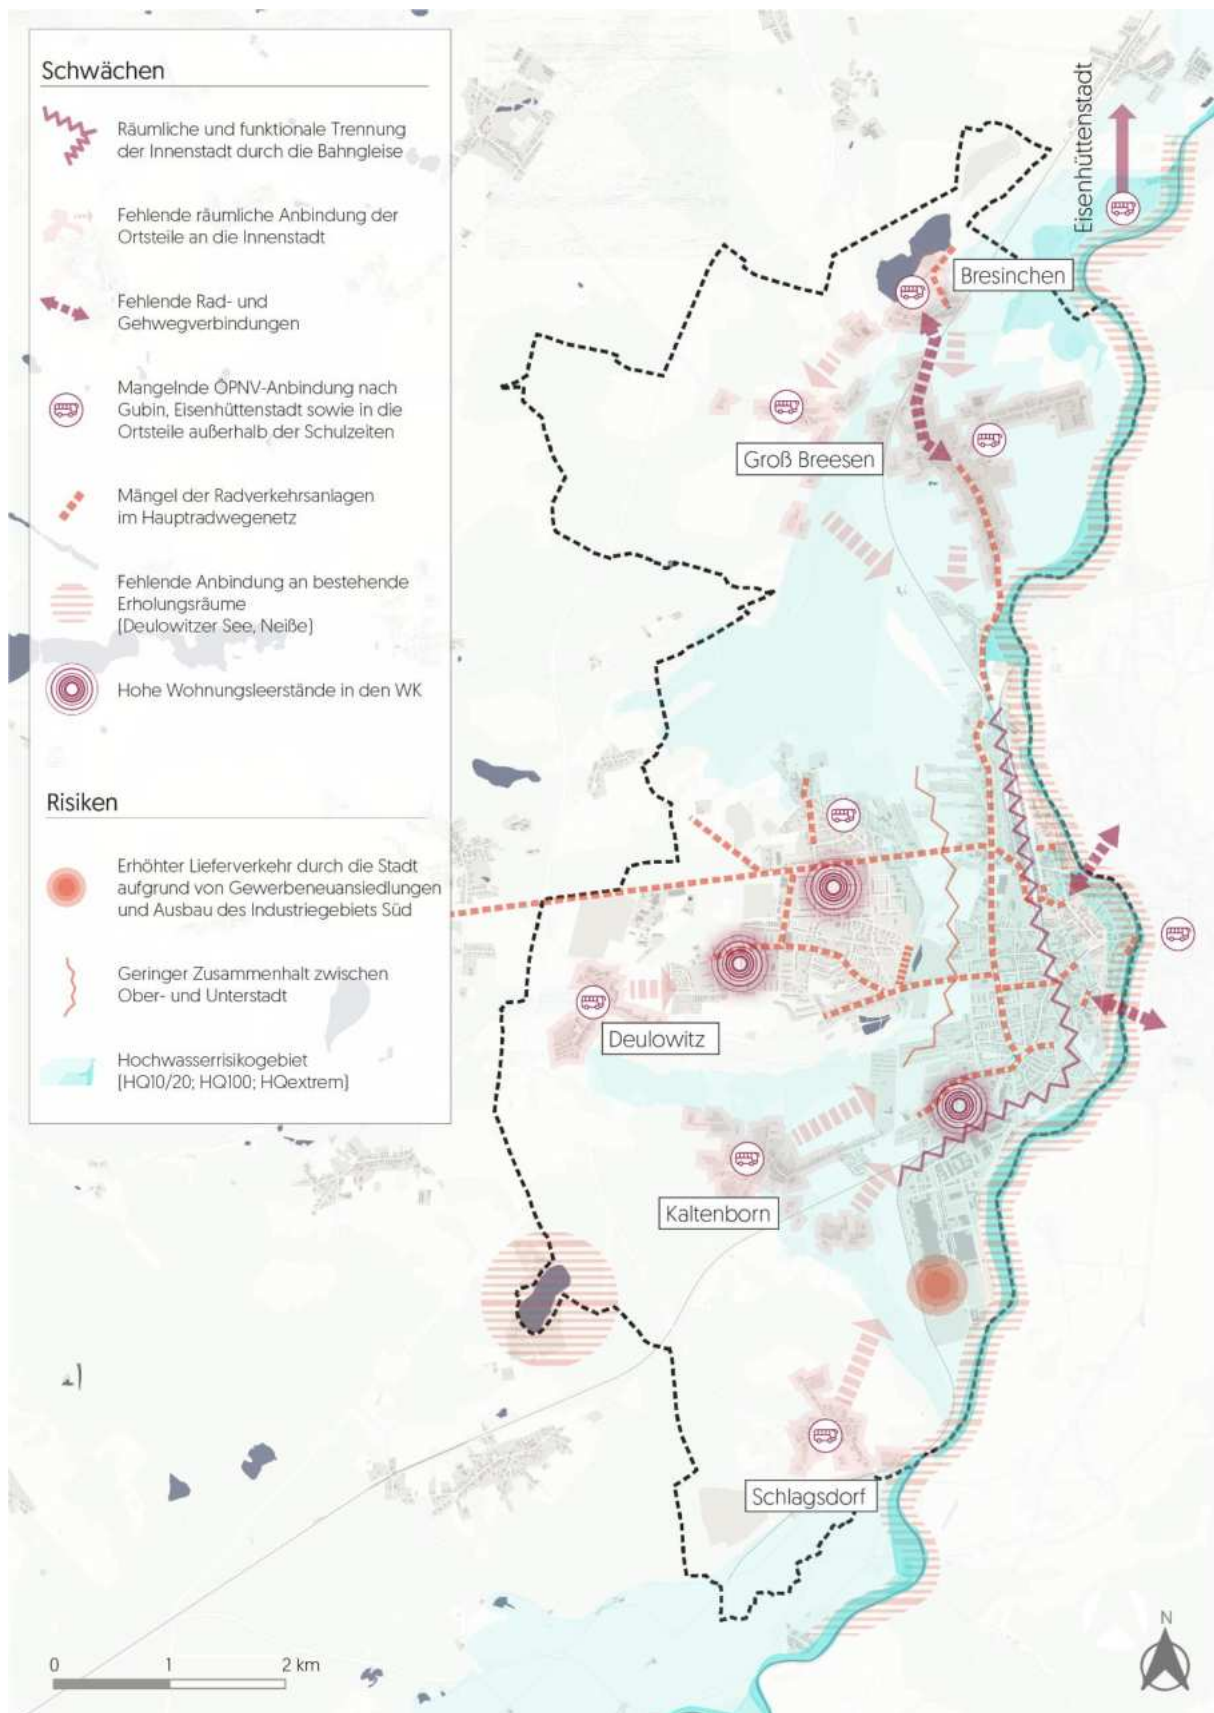 Schwächen
Räumliche und funktionale Trennung
der Innenstadt durch die Bahngleise
Fehlende räumliche Anbindung der
Ortsteile an die Innenstadt
Fehlende Rad- und
Gehwegverbindungen
Mangelnde ÖPNV-Anbindung nach
Gubin, Eisenhüttenstadt sowie in die
Ortsteile außerhalb der Schulzeiten
Mängel der Radverkehrsanlagen
im Hauptradwegenetz
Fehlende Anbindung an bestehende
Erholungsräume
(Deulowitzer See, Neiße)
Hohe Wohnungsleerstände in den WK
Risiken
Erhöhter Lieferverkehr durch die Stadt
aufgrund von Gewerbeneuansiedlungen
und Ausbau des Industriegebiets Süd
Geringer Zusammenhalt zwischen
Ober- und Unterstadt
Hochwasserrisikogebiet
(HQ10/20; HQ100; HQextrem)
Eisenhüttenstadt
Bresinchen
Groß Breesen
Deulowitz
Kaltenborn
Schlagsdorf
0 1 2 km
N